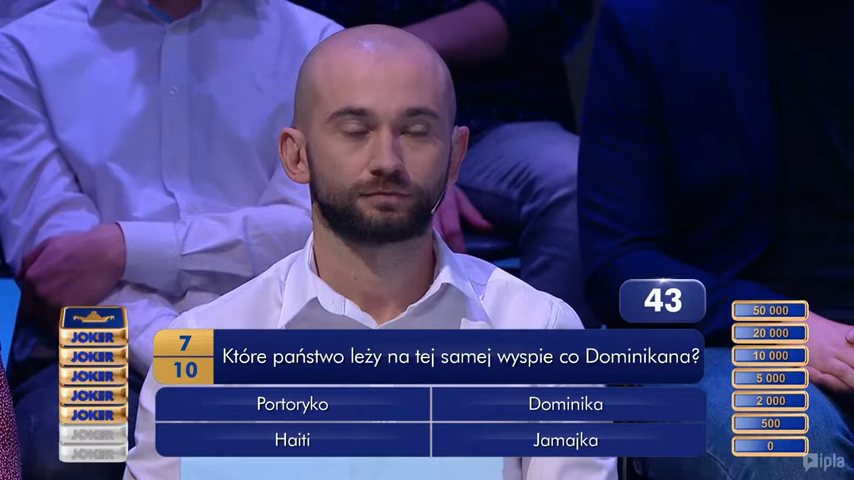 43
7
10
Które państwo leży na tej samej wyspie co Dominikana?
Portoryko
Dominika
Haiti
Jamajka
JOKER
JOKER
JOKER
JOKER
JOKER
JOKER
50 000
20 000
10 000
5 000
2 000
500
0
ipla